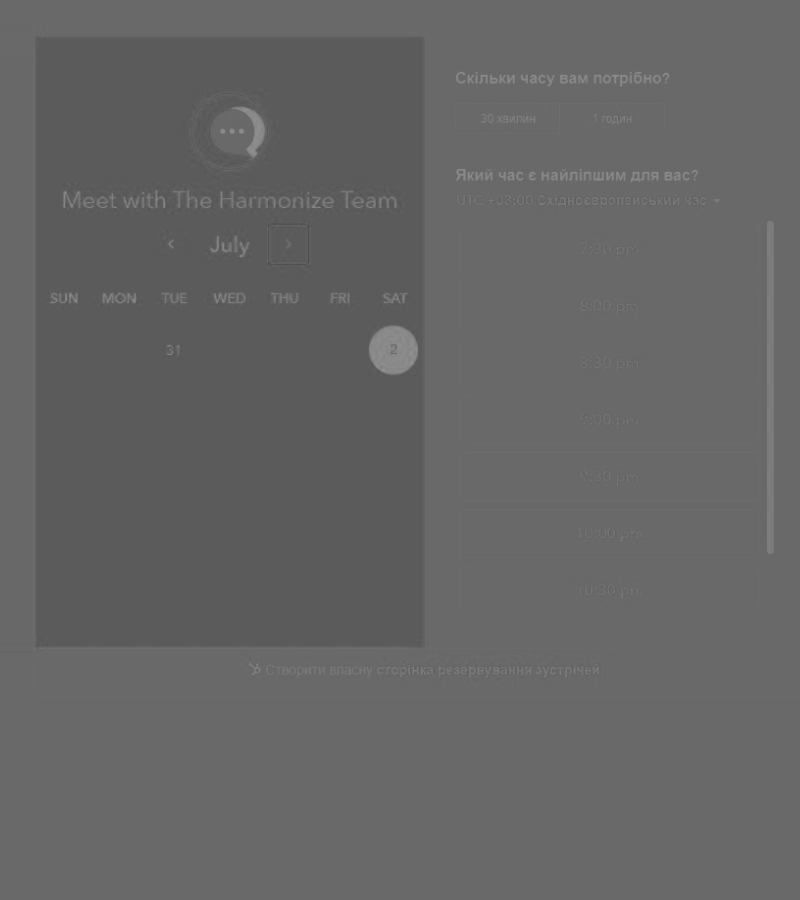 Meet with The Harmonize Team
July
SUN MON TUE WED THU FRI SAT
31 2
Скільки часу вам потрібно?
30 хвилин 1 годин
Який час є найліпшим для вас?
UTC +03:00 Східноєвропейський час
7:30 pm
8:00 pm
8:30 pm
9:00 pm
9:30 pm
10:00 pm
10:30 pm
Створити власну сторінка резервування зустрічей